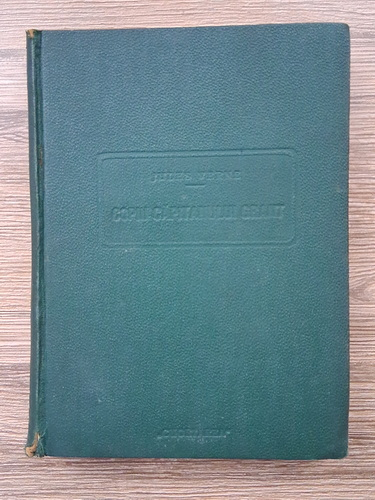 JULES VERNE
COPIII CĂPITANULUI GRANT